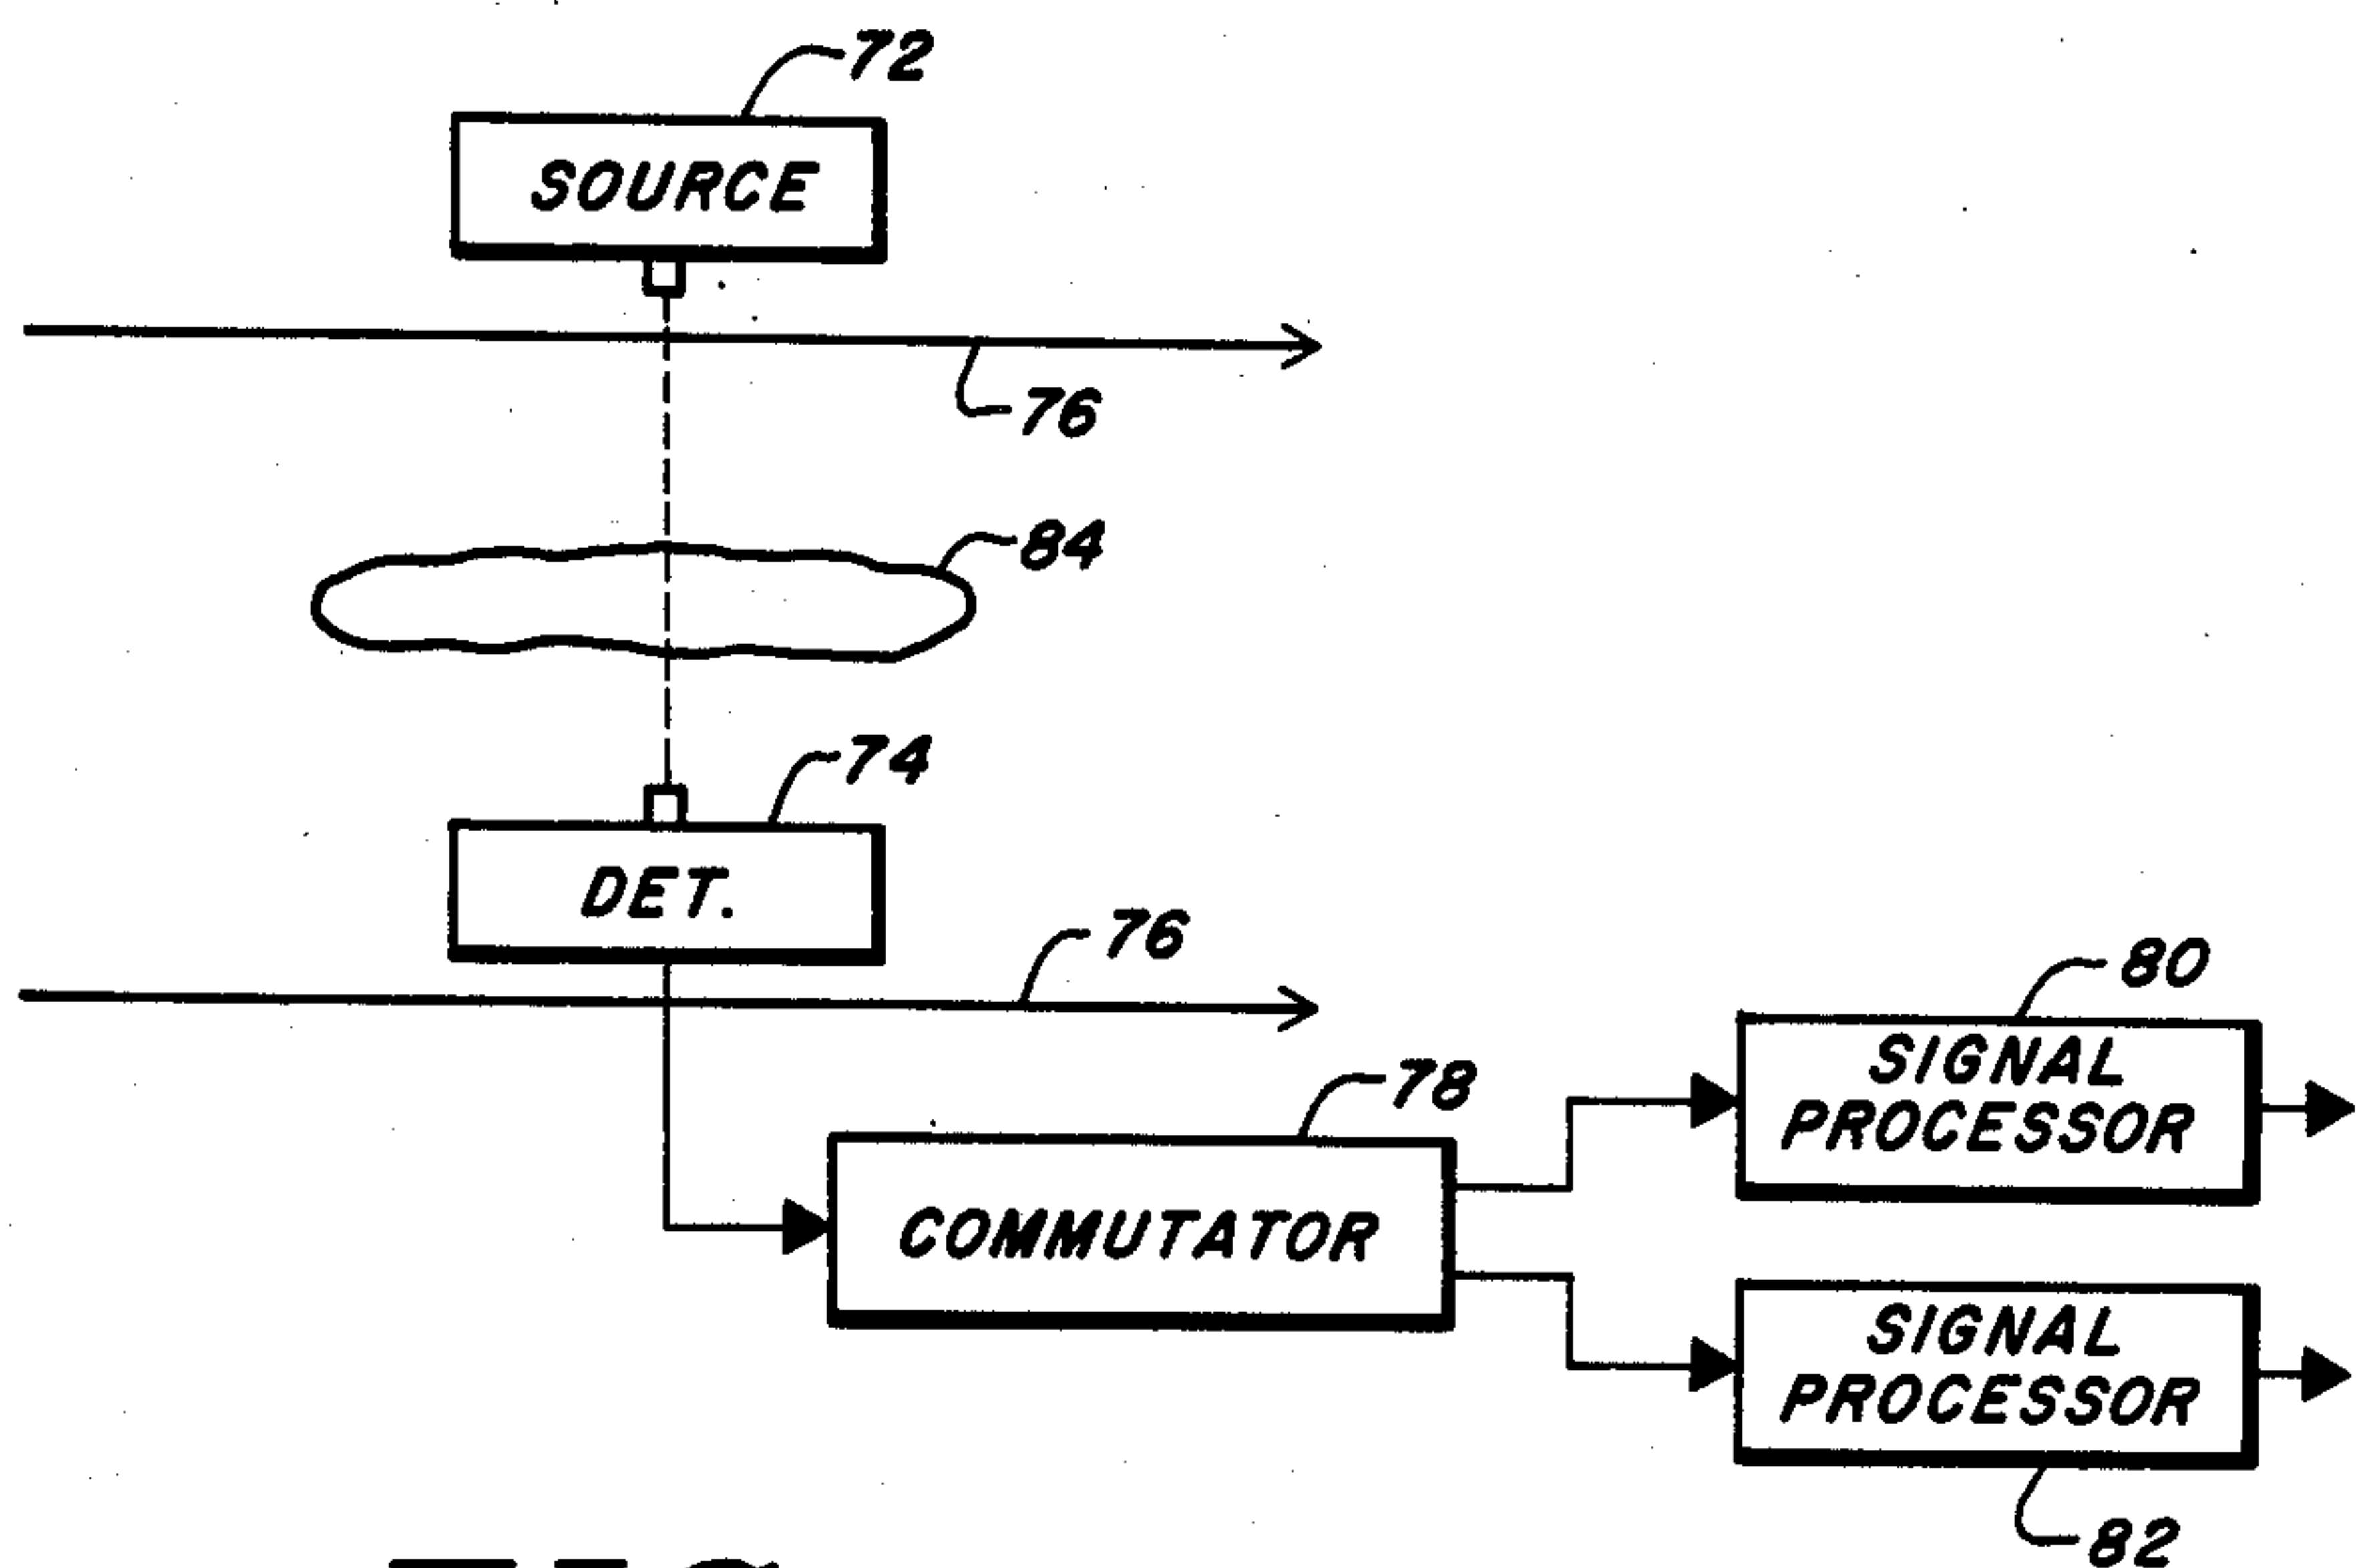 72
SOURCE
76
84
74
DET.
76
80
SIGNAL
PROCESSOR
78
COMMUTATOR
SIGNAL
PROCESSOR
82